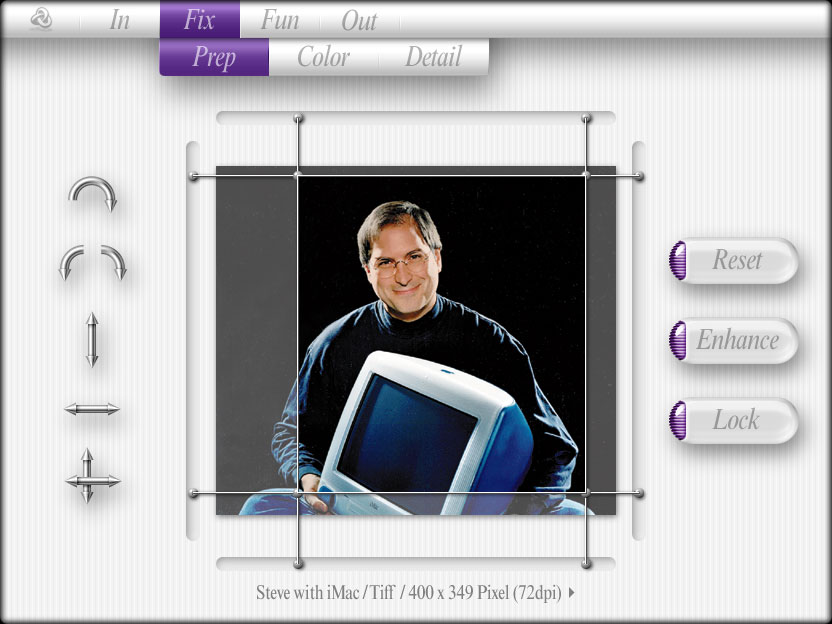 In Fix Fun Out
Prep Color Detail
Reset
Enhance
Lock
Steve with iMac / Tiff / 400 x 349 Pixel (72dpi)